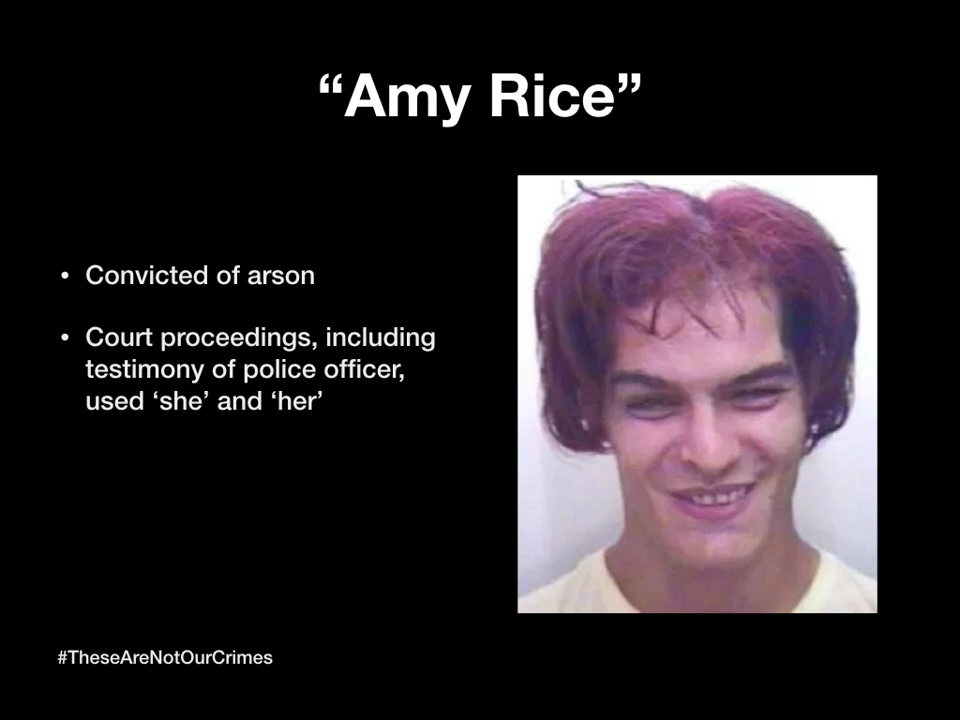 “Amy Rice”
• Convicted of arson
• Court proceedings, including
testimony of police officer,
used ‘she’ and ‘her’
#TheseAreNotOurCrimes